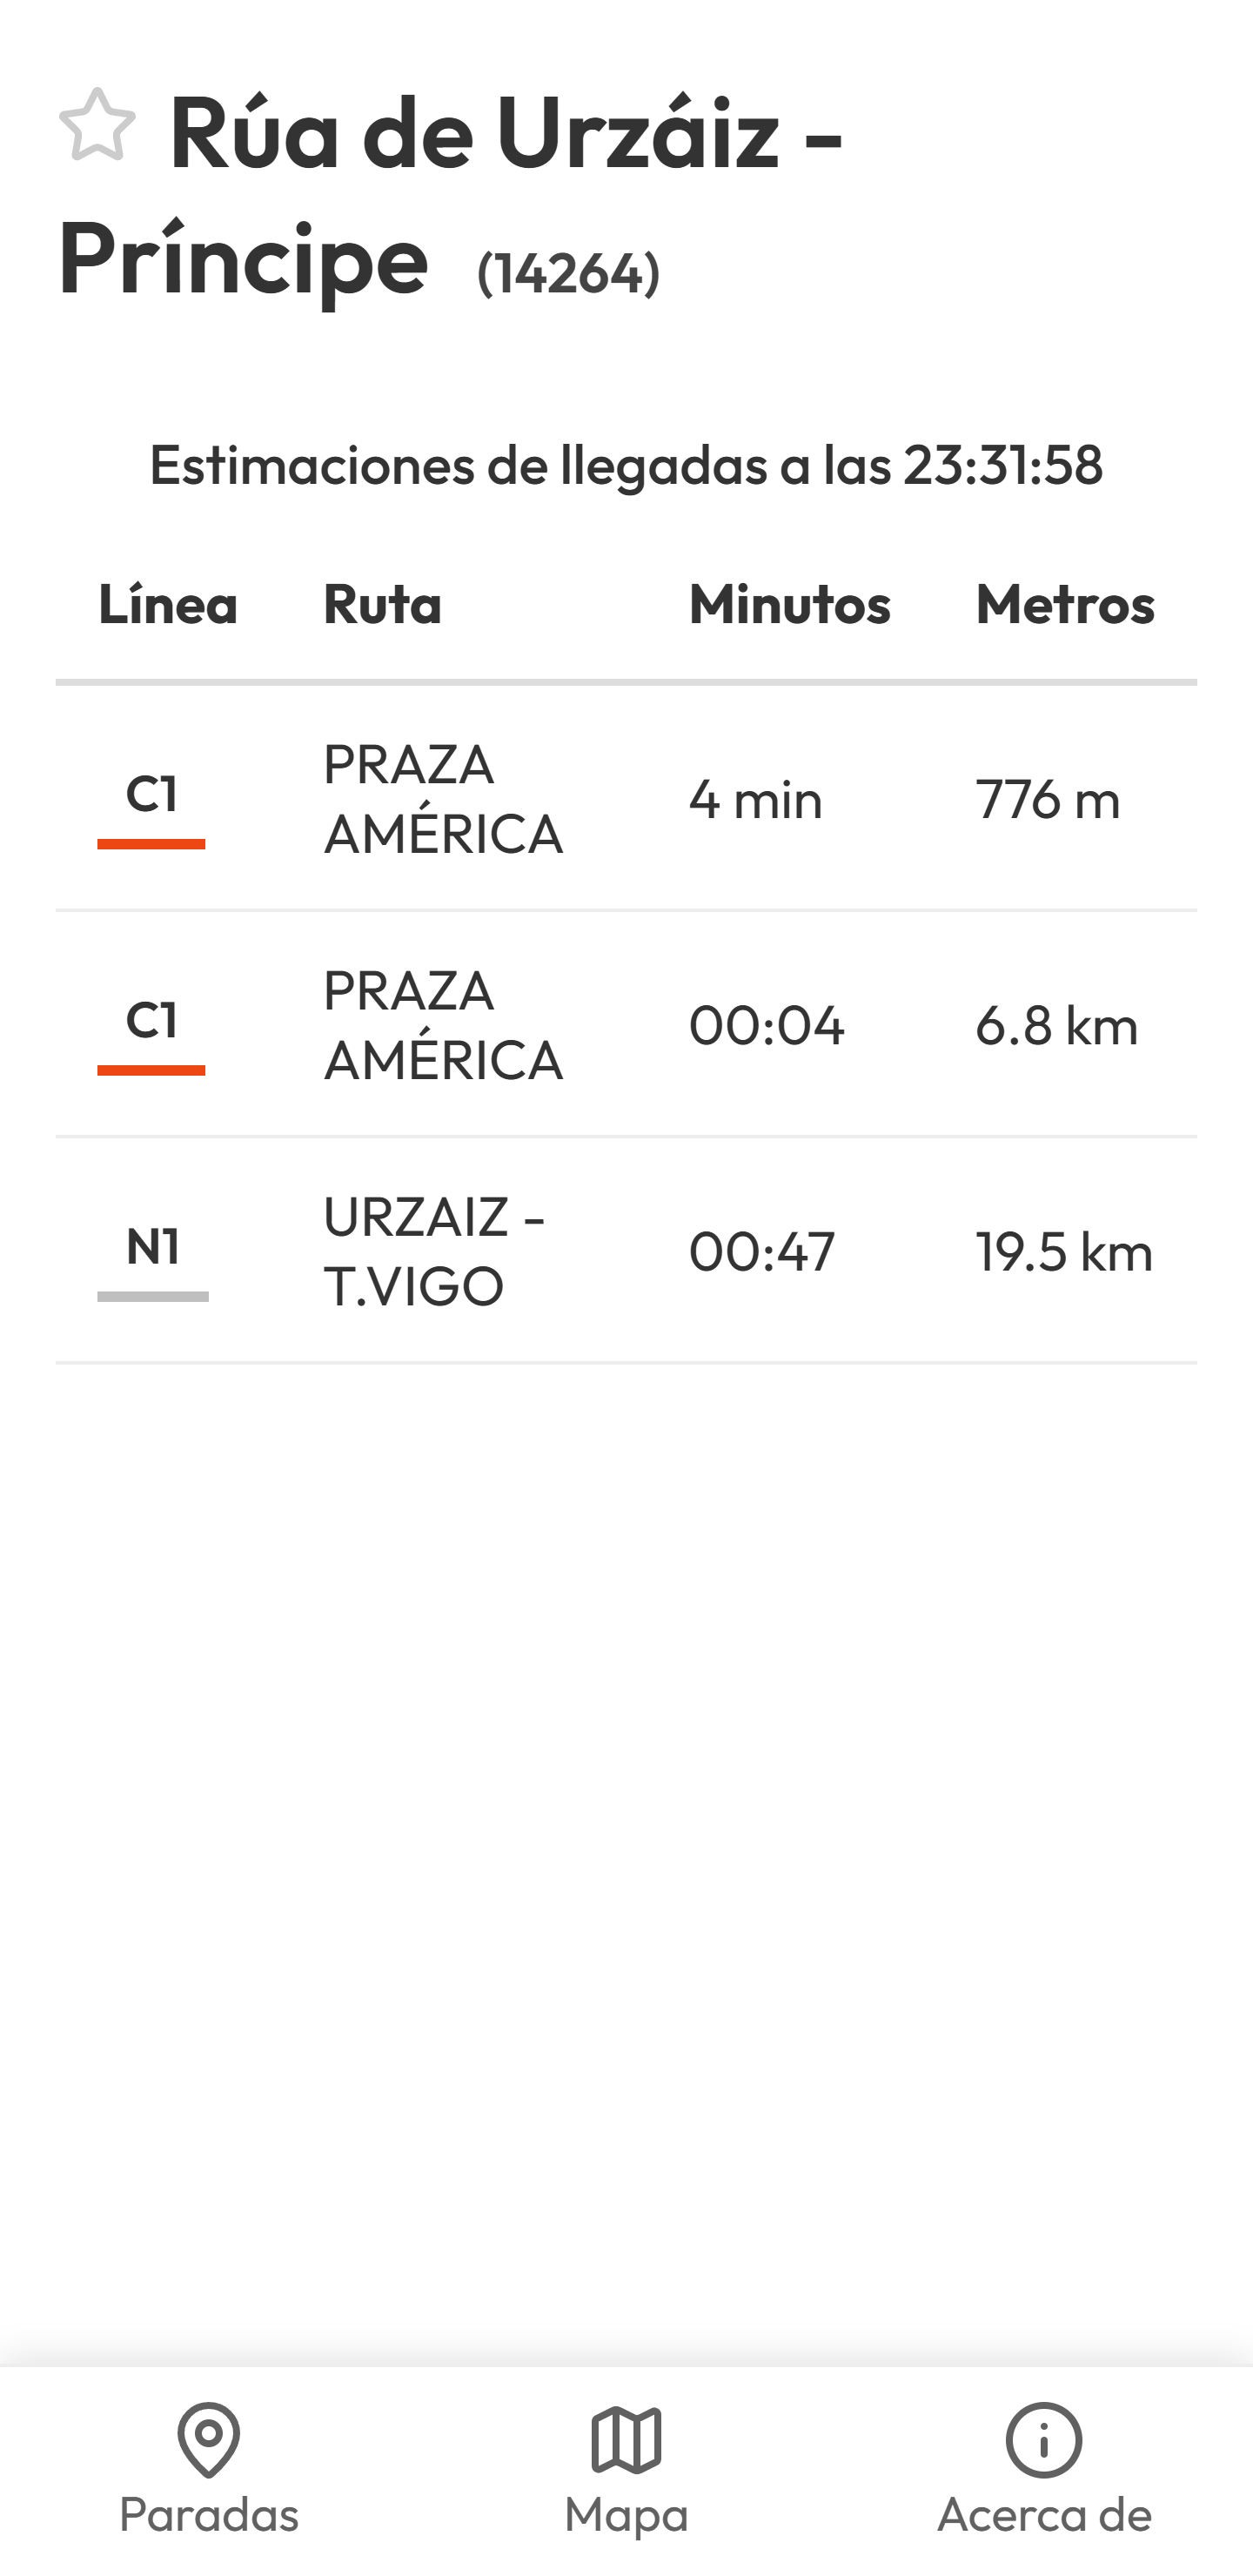 Rúa de Urzáiz -
Príncipe (14264)
Estimaciones de llegadas a las 23:31:58
Línea Ruta Minutos Metros
C1 PRAZA AMÉRICA 4 min 776 m
C1 PRAZA AMÉRICA 00:04 6.8 km
N1 URZAIZ - T.VIGO 00:47 19.5 km
Paradas Mapa Acerca de